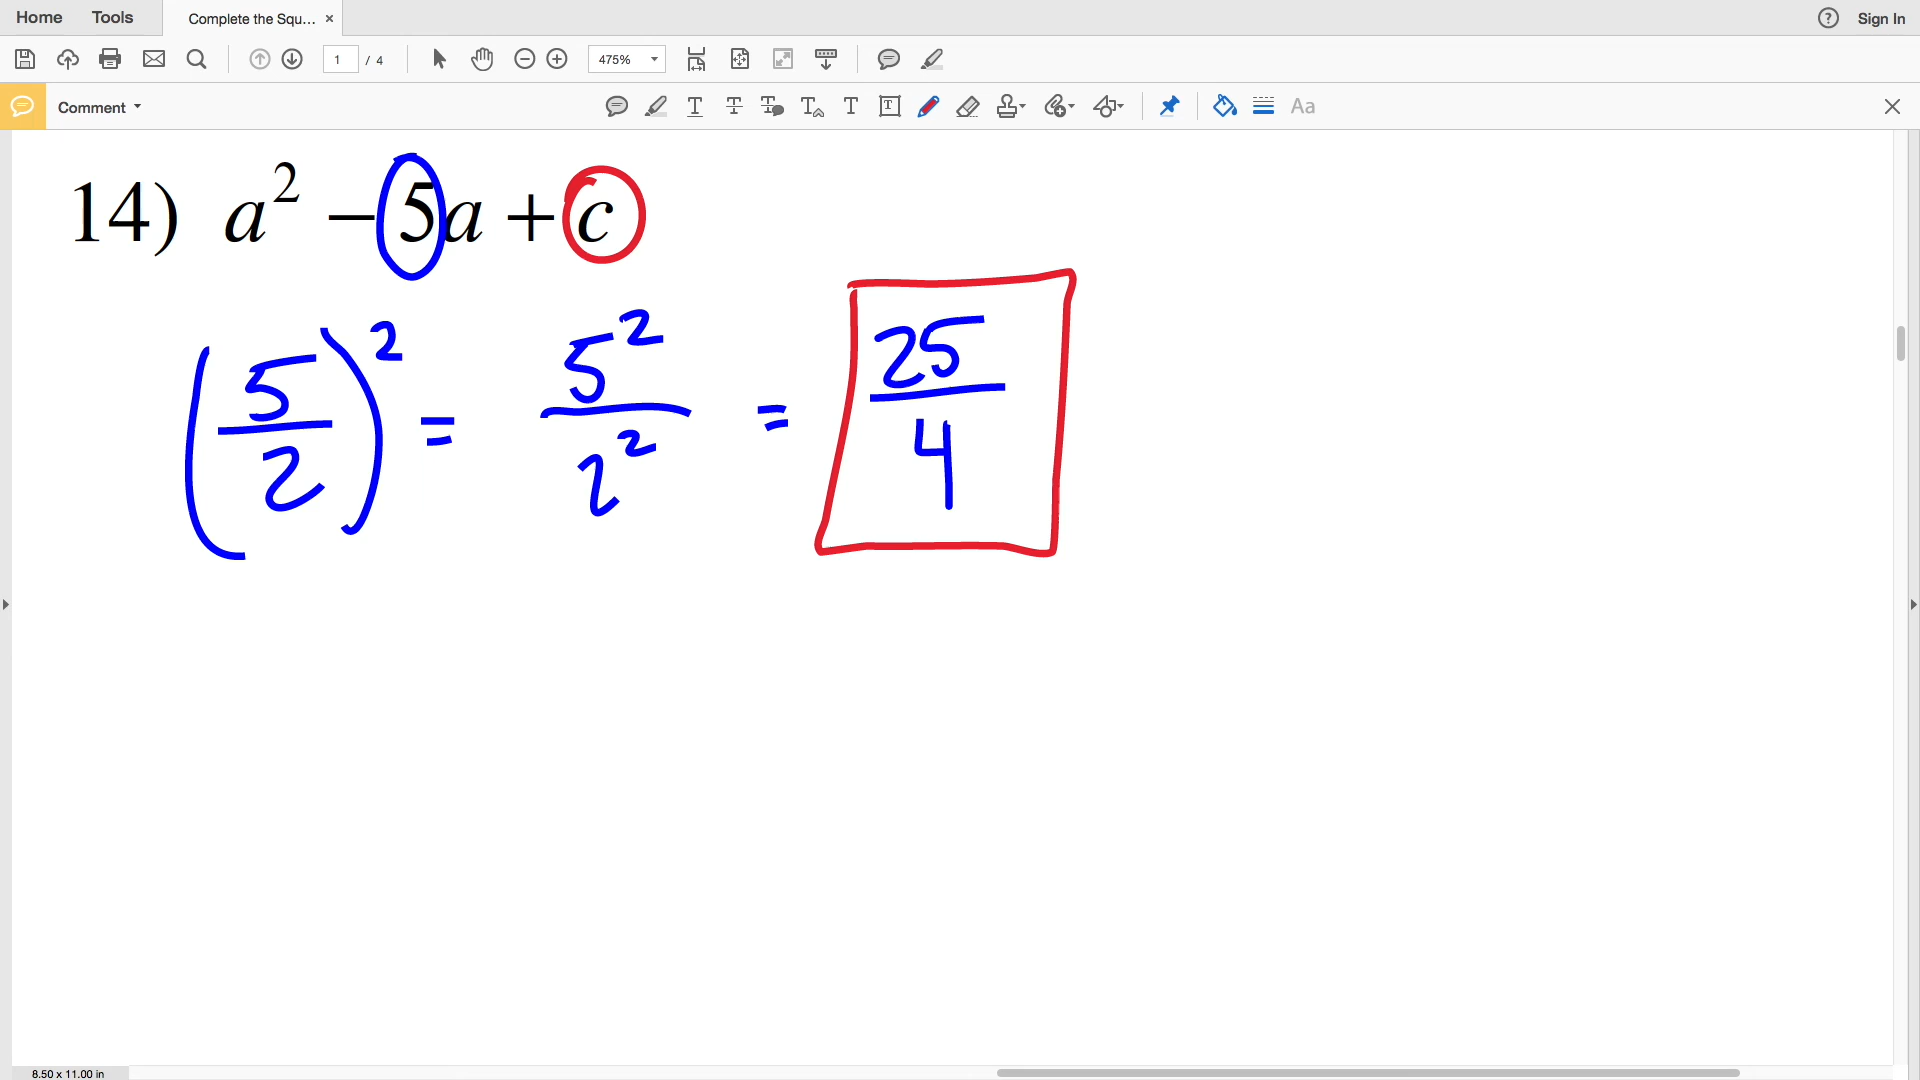 Home Tools Complete the Squ... × ? Sign In
1 / 4 475%
Comment T T T T T T Aa
14) a² − 5a + c
(5/2)² = 5²/2² = 25/4
8.50 x 11.00 in